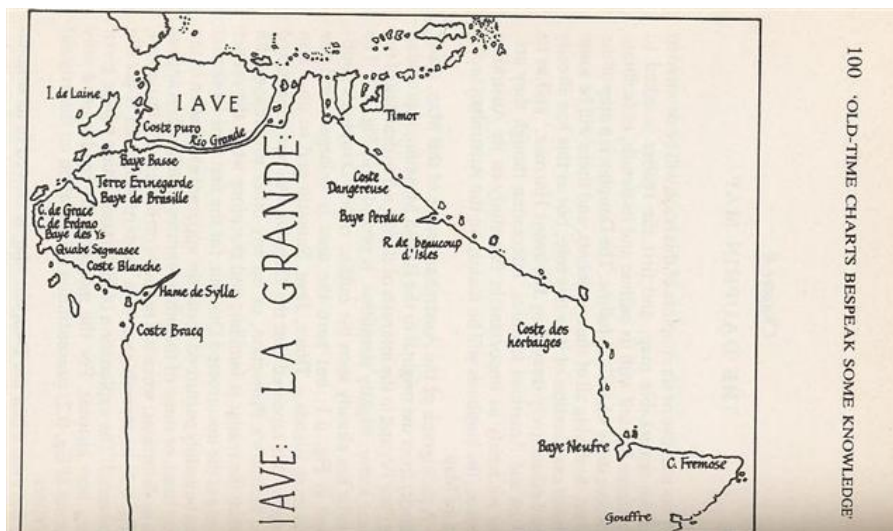 100 'OLD-TIME CHARTS BESPEAK SOME KNOWLEDGE'
I. de Laine
IAVE
Coste puro
Rio Grande
Timor
Baye Basse
Terre Ennegarde
Baye de Brasille
C. de Grace
C. de Erdrao
Baye des Ys
Quabe Segmasee
Coste Blanche
Hame de Sylla
Coste Bracq
IAVE: LA GRANDE:
Coste
Dangereuse
Baye Perdue
R. de beaucoup
d'Isles
Coste des
herbaiges
Baye Neufre
C. Fremose
Gouffre